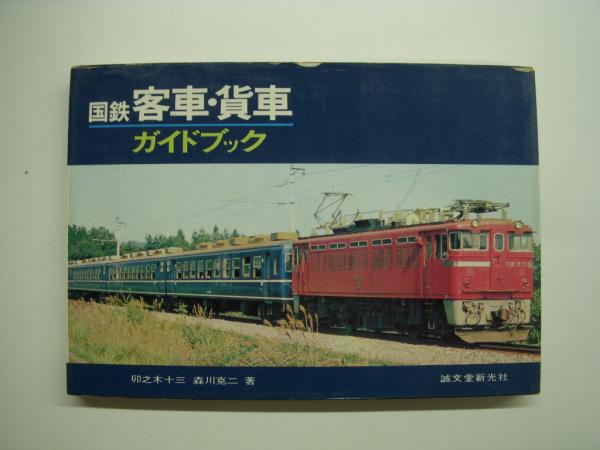 国鉄 客車・貨車
ガイドブック
卯之木十三 森川克二 著
誠文堂新光社